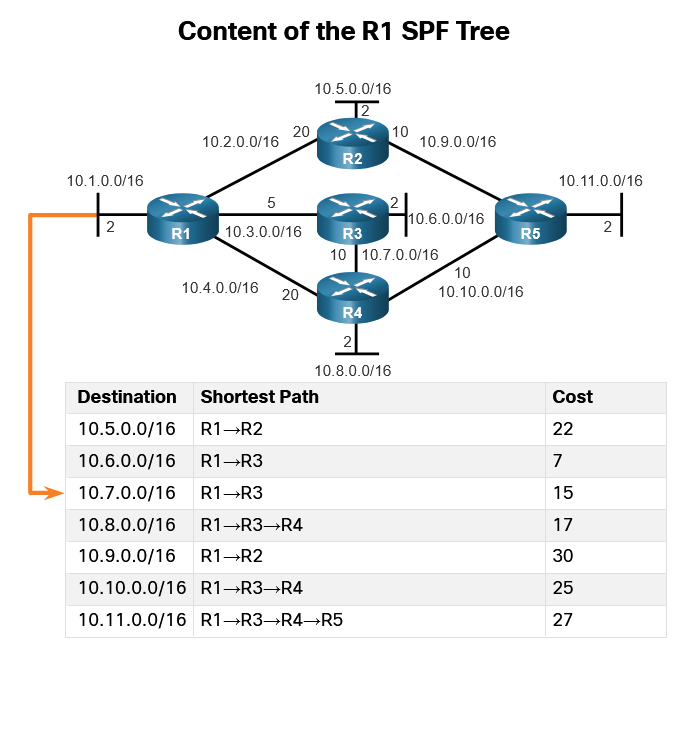 Content of the R1 SPF Tree
10.5.0.0/16
2
10.2.0.0/16
20
10
10.9.0.0/16
R2
10.1.0.0/16
10.11.0.0/16
5
2
10.6.0.0/16
2
R1
10.3.0.0/16
R3
R5
2
10
10.7.0.0/16
10.4.0.0/16
20
10
10.10.0.0/16
R4
2
10.8.0.0/16
Destination Shortest Path Cost
10.5.0.0/16 R1→R2 22
10.6.0.0/16 R1→R3 7
10.7.0.0/16 R1→R3 15
10.8.0.0/16 R1→R3→R4 17
10.9.0.0/16 R1→R2 30
10.10.0.0/16 R1→R3→R4 25
10.11.0.0/16 R1→R3→R4→R5 27